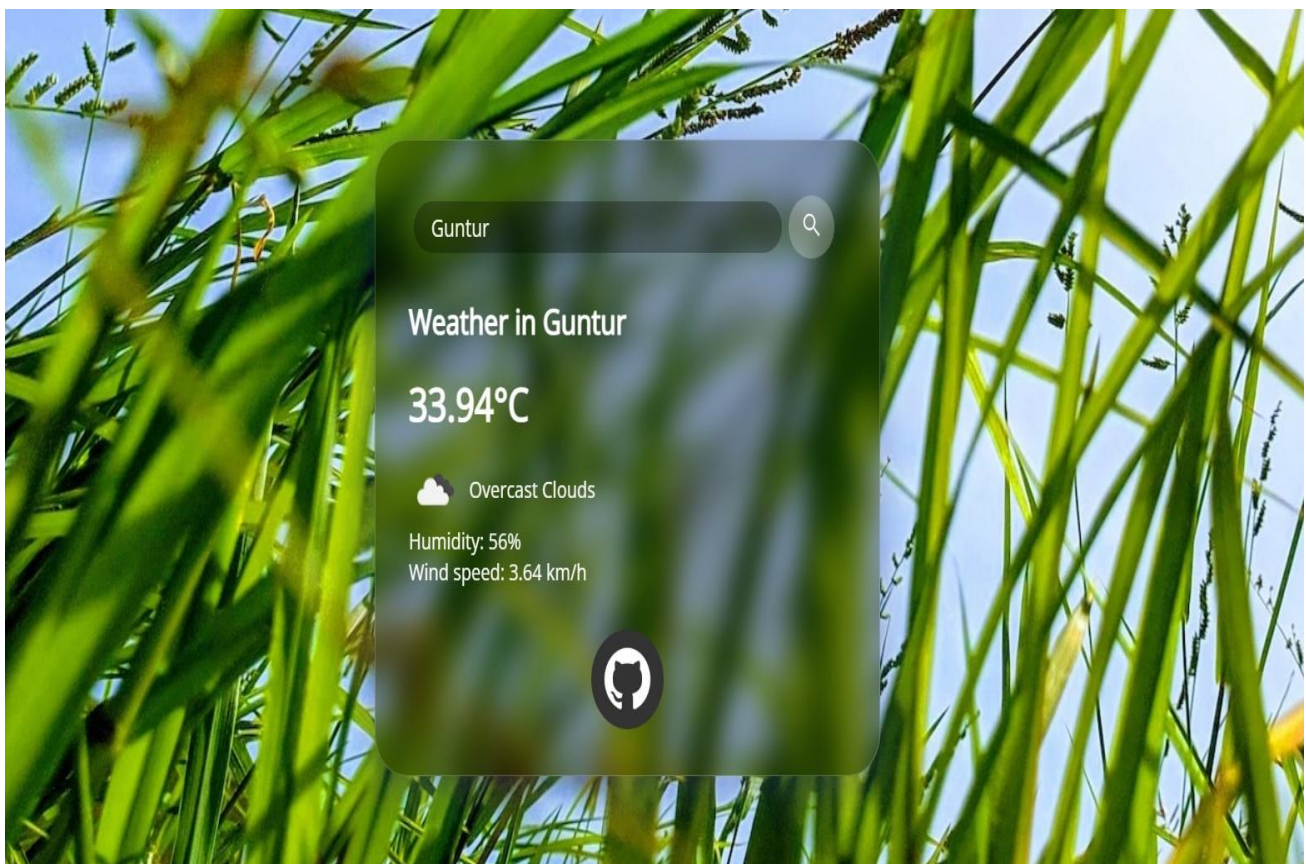 Guntur
Weather in Guntur
33.94°C
Overcast Clouds
Humidity: 56%
Wind speed: 3.64 km/h